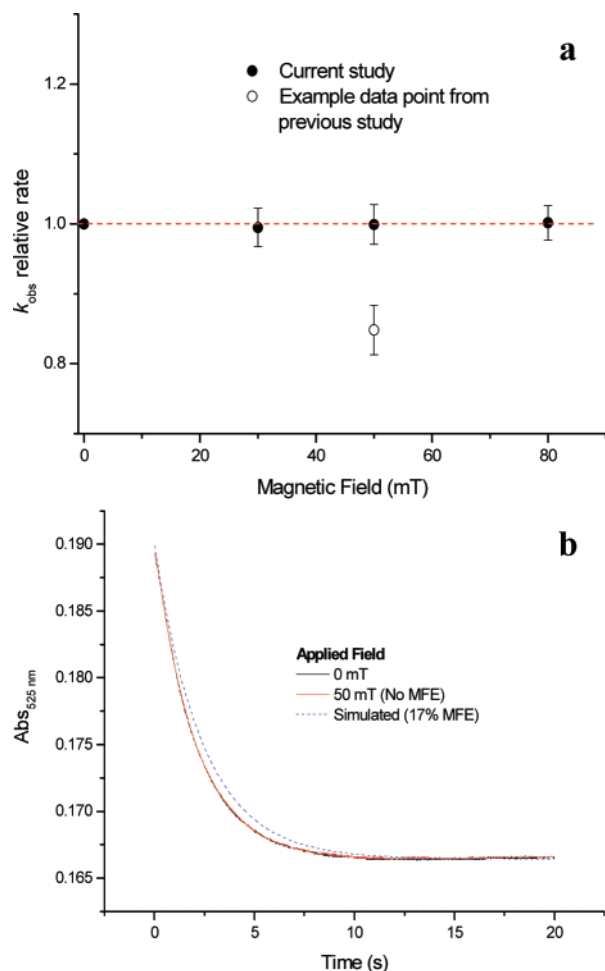 a
Current study
Example data point from
previous study
1.2
1.0
0.8
k_obs relative rate
0 20 40 60 80
Magnetic Field (mT)
b
0.190
0.185
0.180
0.175
0.170
0.165
Abs_525 nm
Applied Field
0 mT
50 mT (No MFE)
Simulated (17% MFE)
0 5 10 15 20
Time (s)